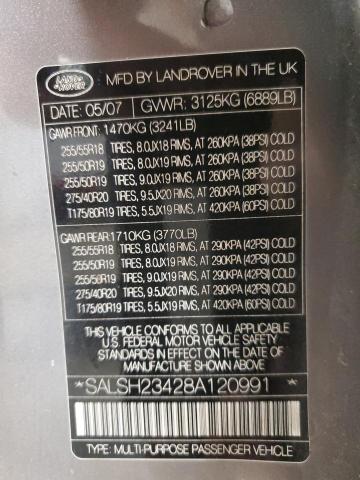 LAND ROVER
MFD BY LANDROVER IN THE UK
DATE: 05/07 GVWR: 3125KG (6889LB)
GAWR FRONT: 1470KG (3241LB)
255/55R18 TIRES, 8.0JX18 RIMS, AT 260KPA (38PSI) COLD
255/50R19 TIRES, 8.0JX19 RIMS, AT 260KPA (38PSI) COLD
255/50R19 TIRES, 9.0JX19 RIMS, AT 260KPA (38PSI) COLD
275/40R20 TIRES, 9.5JX20 RIMS, AT 260KPA (38PSI) COLD
T175/80R19 TIRES, 5.5JX19 RIMS, AT 420KPA (60PSI) COLD
GAWR REAR: 1710KG (3770LB)
255/55R18 TIRES, 8.0JX18 RIMS, AT 290KPA (42PSI) COLD
255/50R19 TIRES, 8.0JX19 RIMS, AT 290KPA (42PSI) COLD
255/50R19 TIRES, 9.0JX19 RIMS, AT 290KPA (42PSI) COLD
275/40R20 TIRES, 9.5JX20 RIMS, AT 290KPA (42PSI) COLD
T175/80R19 TIRES, 5.5JX19 RIMS, AT 420KPA (60PSI) COLD
THIS VEHICLE CONFORMS TO ALL APPLICABLE
U.S. FEDERAL MOTOR VEHICLE SAFETY
STANDARDS IN EFFECT ON THE DATE OF
MANUFACTURE SHOWN ABOVE
*SALSH23428A120991*
TYPE: MULTI-PURPOSE PASSENGER VEHICLE